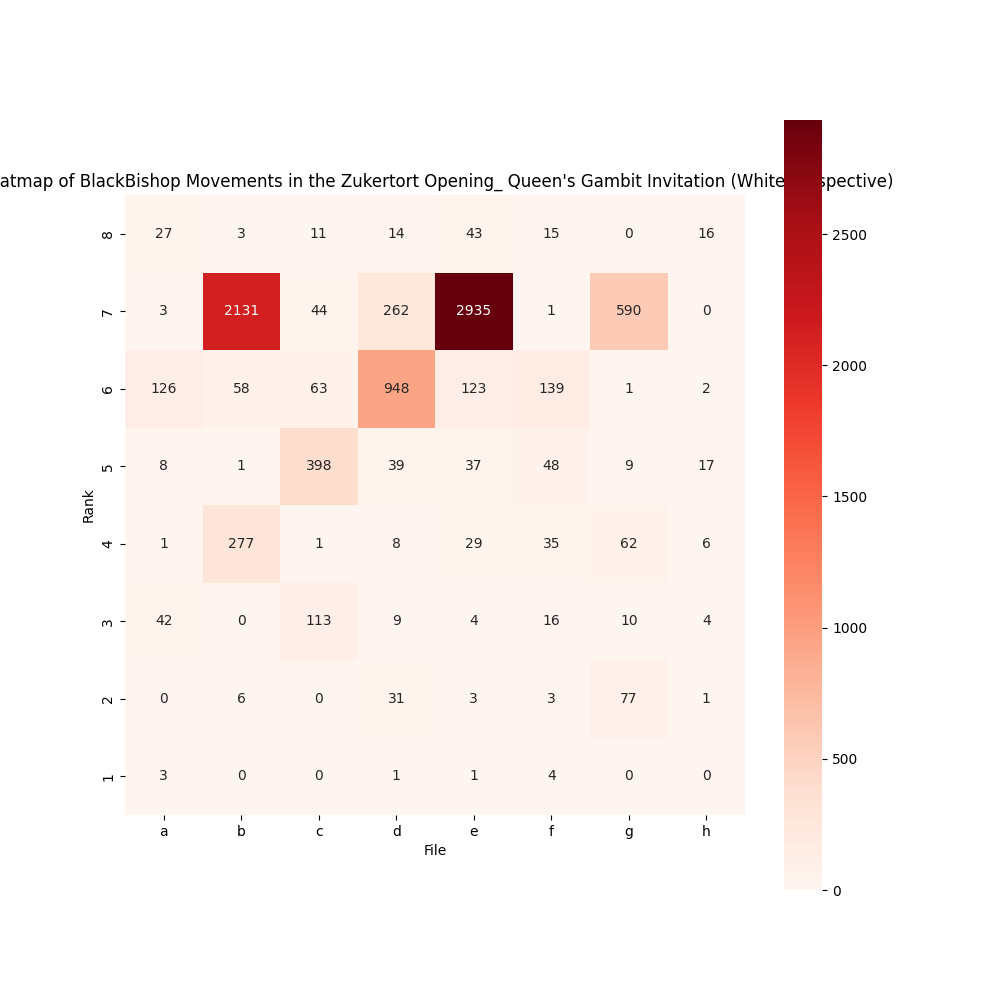 atmap of BlackBishop Movements in the Zukertort Opening_ Queen's Gambit Invitation (White spective)
8 27 3 11 14 43 15 0 16
7 3 2131 44 262 2935 1 590 0
6 126 58 63 948 123 139 1 2
5 8 1 398 39 37 48 9 17
4 1 277 1 8 29 35 62 6
3 42 0 113 9 4 16 10 4
2 0 6 0 31 3 3 77 1
1 3 0 0 1 1 4 0 0
a b c d e f g h
File
Rank
2500
2000
1500
1000
500
0